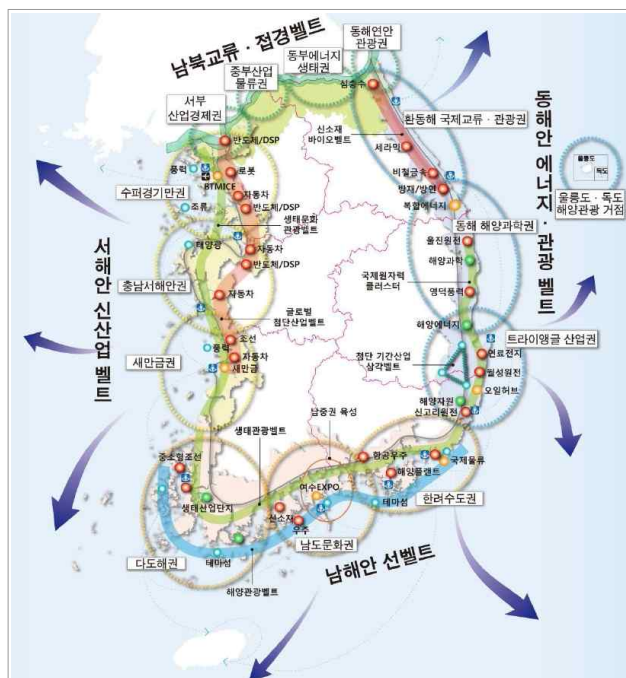 남북교류 · 접경벨트
동해연안
관광권
동부에너지
생태권
중부산업
물류권
서부
산업경제권
심층수
환동해 국제교류 · 관광권
신소재
바이오벨트
세라믹
비철금속
방재/방연
복합에너지
반도체/DSP
풍력
로봇
BTMICE
수퍼경기만권
자동차
조류
반도체/DSP
생태문화
관광벨트
태양광
자동차
반도체/DSP
충남서해안권
자동차
글로벌
첨단산업벨트
서해안 신산업 벨트
조선
풍력
자동차
새만금권
새만금
동해안 에너지 · 관광 벨트
울릉도
독도
울릉도 · 독도
해양관광 거점
동해 해양과학권
울진원전
해양과학
국제원자력
클러스터
영덕풍력
해양에너지
트라이앵글 산업권
첨단 기간산업
삼각벨트
연료전지
월성원전
오일허브
해양자원
신고리원전
남중권 육성
생태관광벨트
중소형조선
항공우주
국제물류
해양플랜트
생태산업단지
여수EXPO
신소재
우주
테마섬
한려수도권
남도문화권
다도해권
테마섬
해양관광벨트
남해안 선벨트